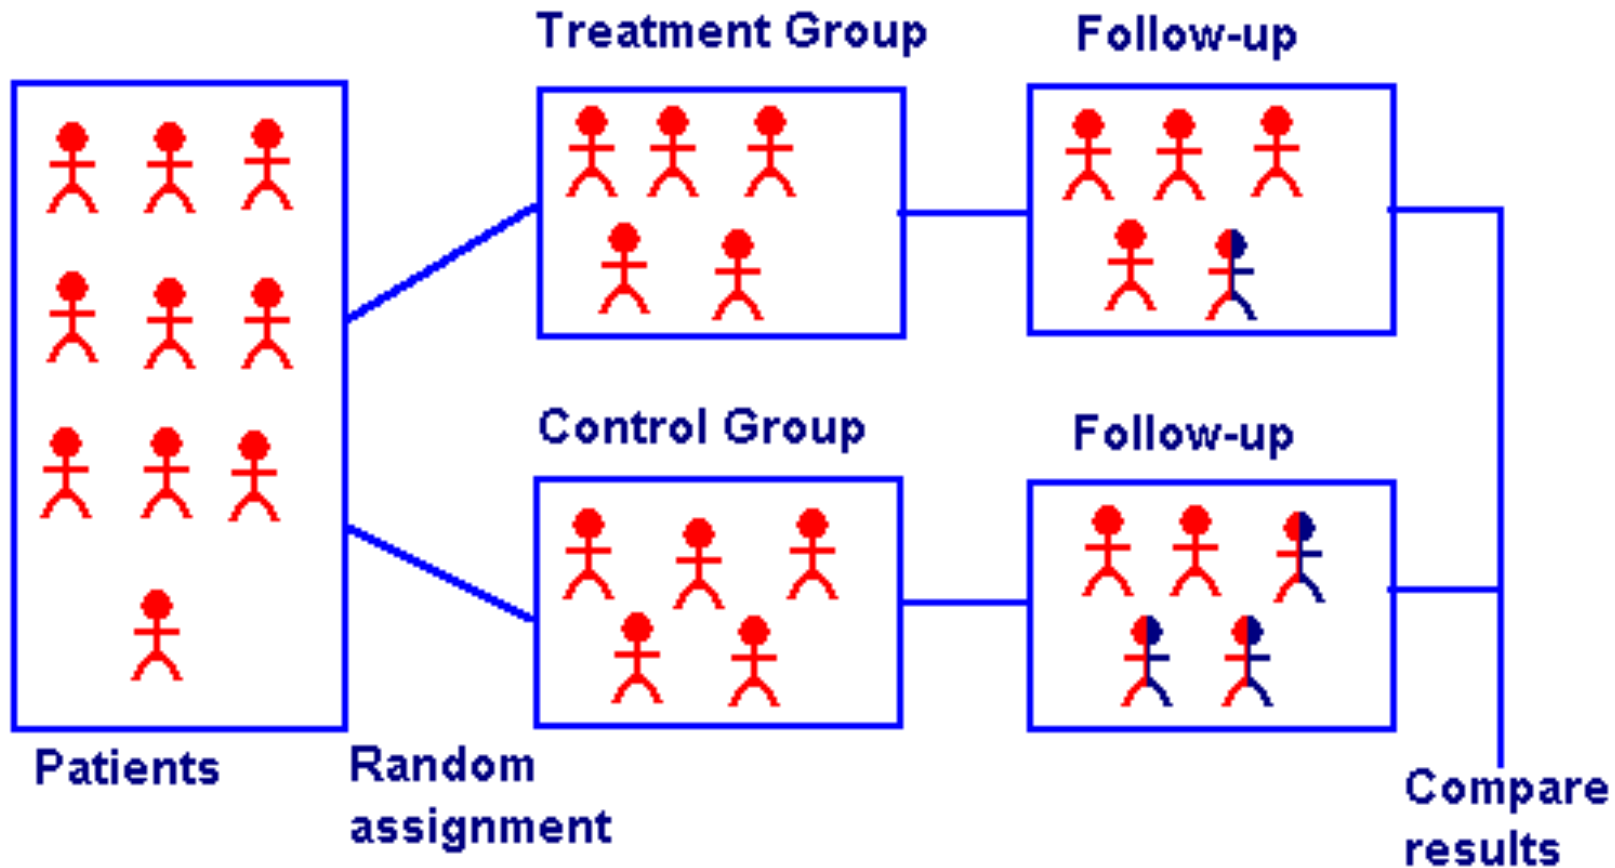 Treatment Group
Follow-up
Control Group
Follow-up
Patients
Random
assignment
Compare
results